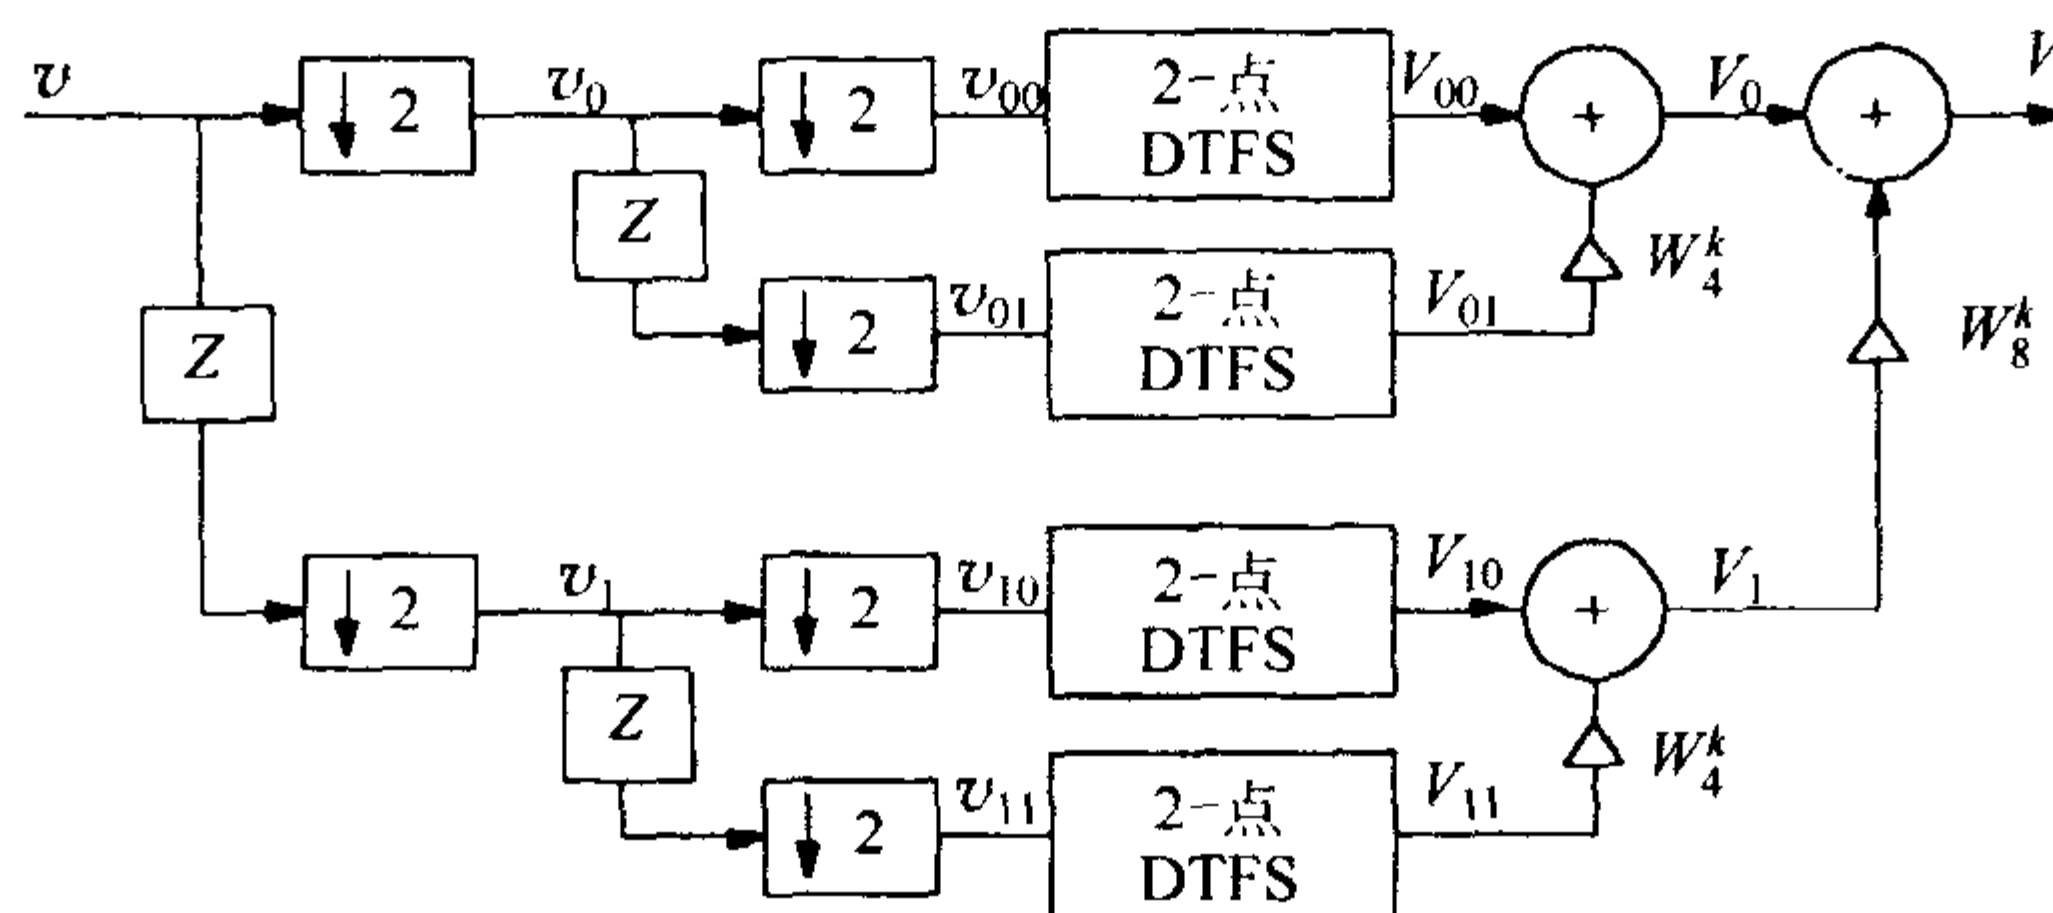 v
↓ 2
v₀
↓ 2
v₀₀
2-点
DTFS
V₀₀
+
V₀
+
V
Z
↓ 2
v₀₁
2-点
DTFS
V₀₁
W₄ᵏ
W₈ᵏ
Z
↓ 2
v₁
↓ 2
v₁₀
2-点
DTFS
V₁₀
+
V₁
Z
↓ 2
v₁₁
2-点
DTFS
V₁₁
W₄ᵏ